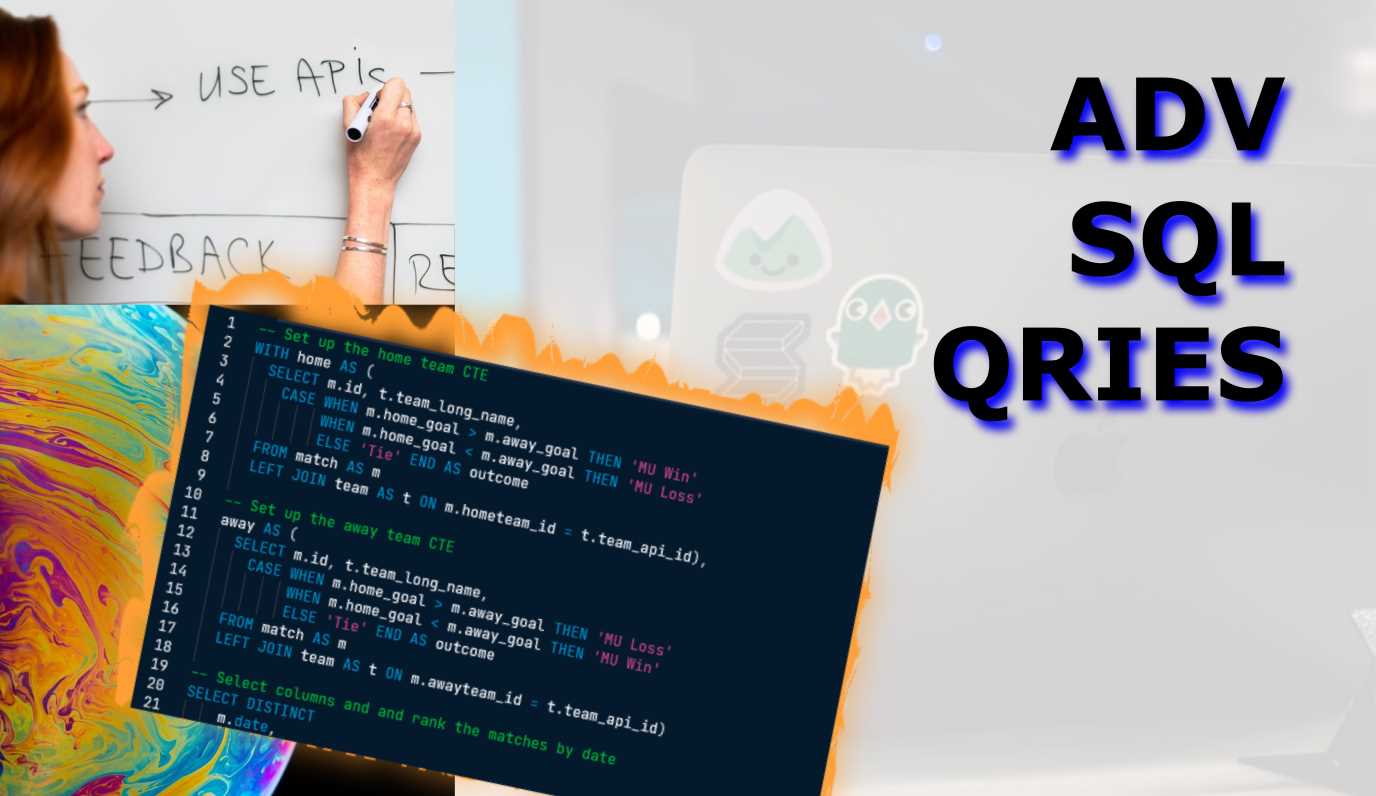 USE APIs
FEEDBACK
RE
ADV
SQL
QRIES
1 -- Set up the home team CTE
2 WITH home AS (
3 SELECT m.id, t.team_long_name,
4 CASE WHEN m.home_goal > m.away_goal THEN 'MU Win'
5 WHEN m.home_goal < m.away_goal THEN 'MU Loss'
6 ELSE 'Tie' END AS outcome
7 FROM match AS m
8 LEFT JOIN team AS t ON m.hometeam_id = t.team_api_id),
9
10 -- Set up the away team CTE
11 away AS (
12 SELECT m.id, t.team_long_name,
13 CASE WHEN m.home_goal > m.away_goal THEN 'MU Loss'
14 WHEN m.home_goal < m.away_goal THEN 'MU Win'
15 ELSE 'Tie' END AS outcome
16 FROM match AS m
17 LEFT JOIN team AS t ON m.awayteam_id = t.team_api_id)
18
19 -- Select columns and and rank the matches by date
20 SELECT DISTINCT
21 m.date,